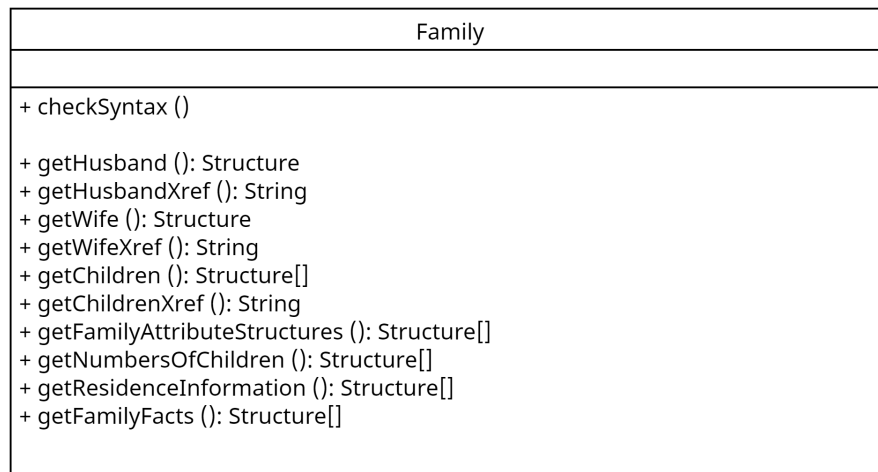 Family
+ checkSyntax ()
+ getHusband (): Structure
+ getHusbandXref (): String
+ getWife (): Structure
+ getWifeXref (): String
+ getChildren (): Structure[]
+ getChildrenXref (): String
+ getFamilyAttributeStructures (): Structure[]
+ getNumbersOfChildren (): Structure[]
+ getResidenceInformation (): Structure[]
+ getFamilyFacts (): Structure[]